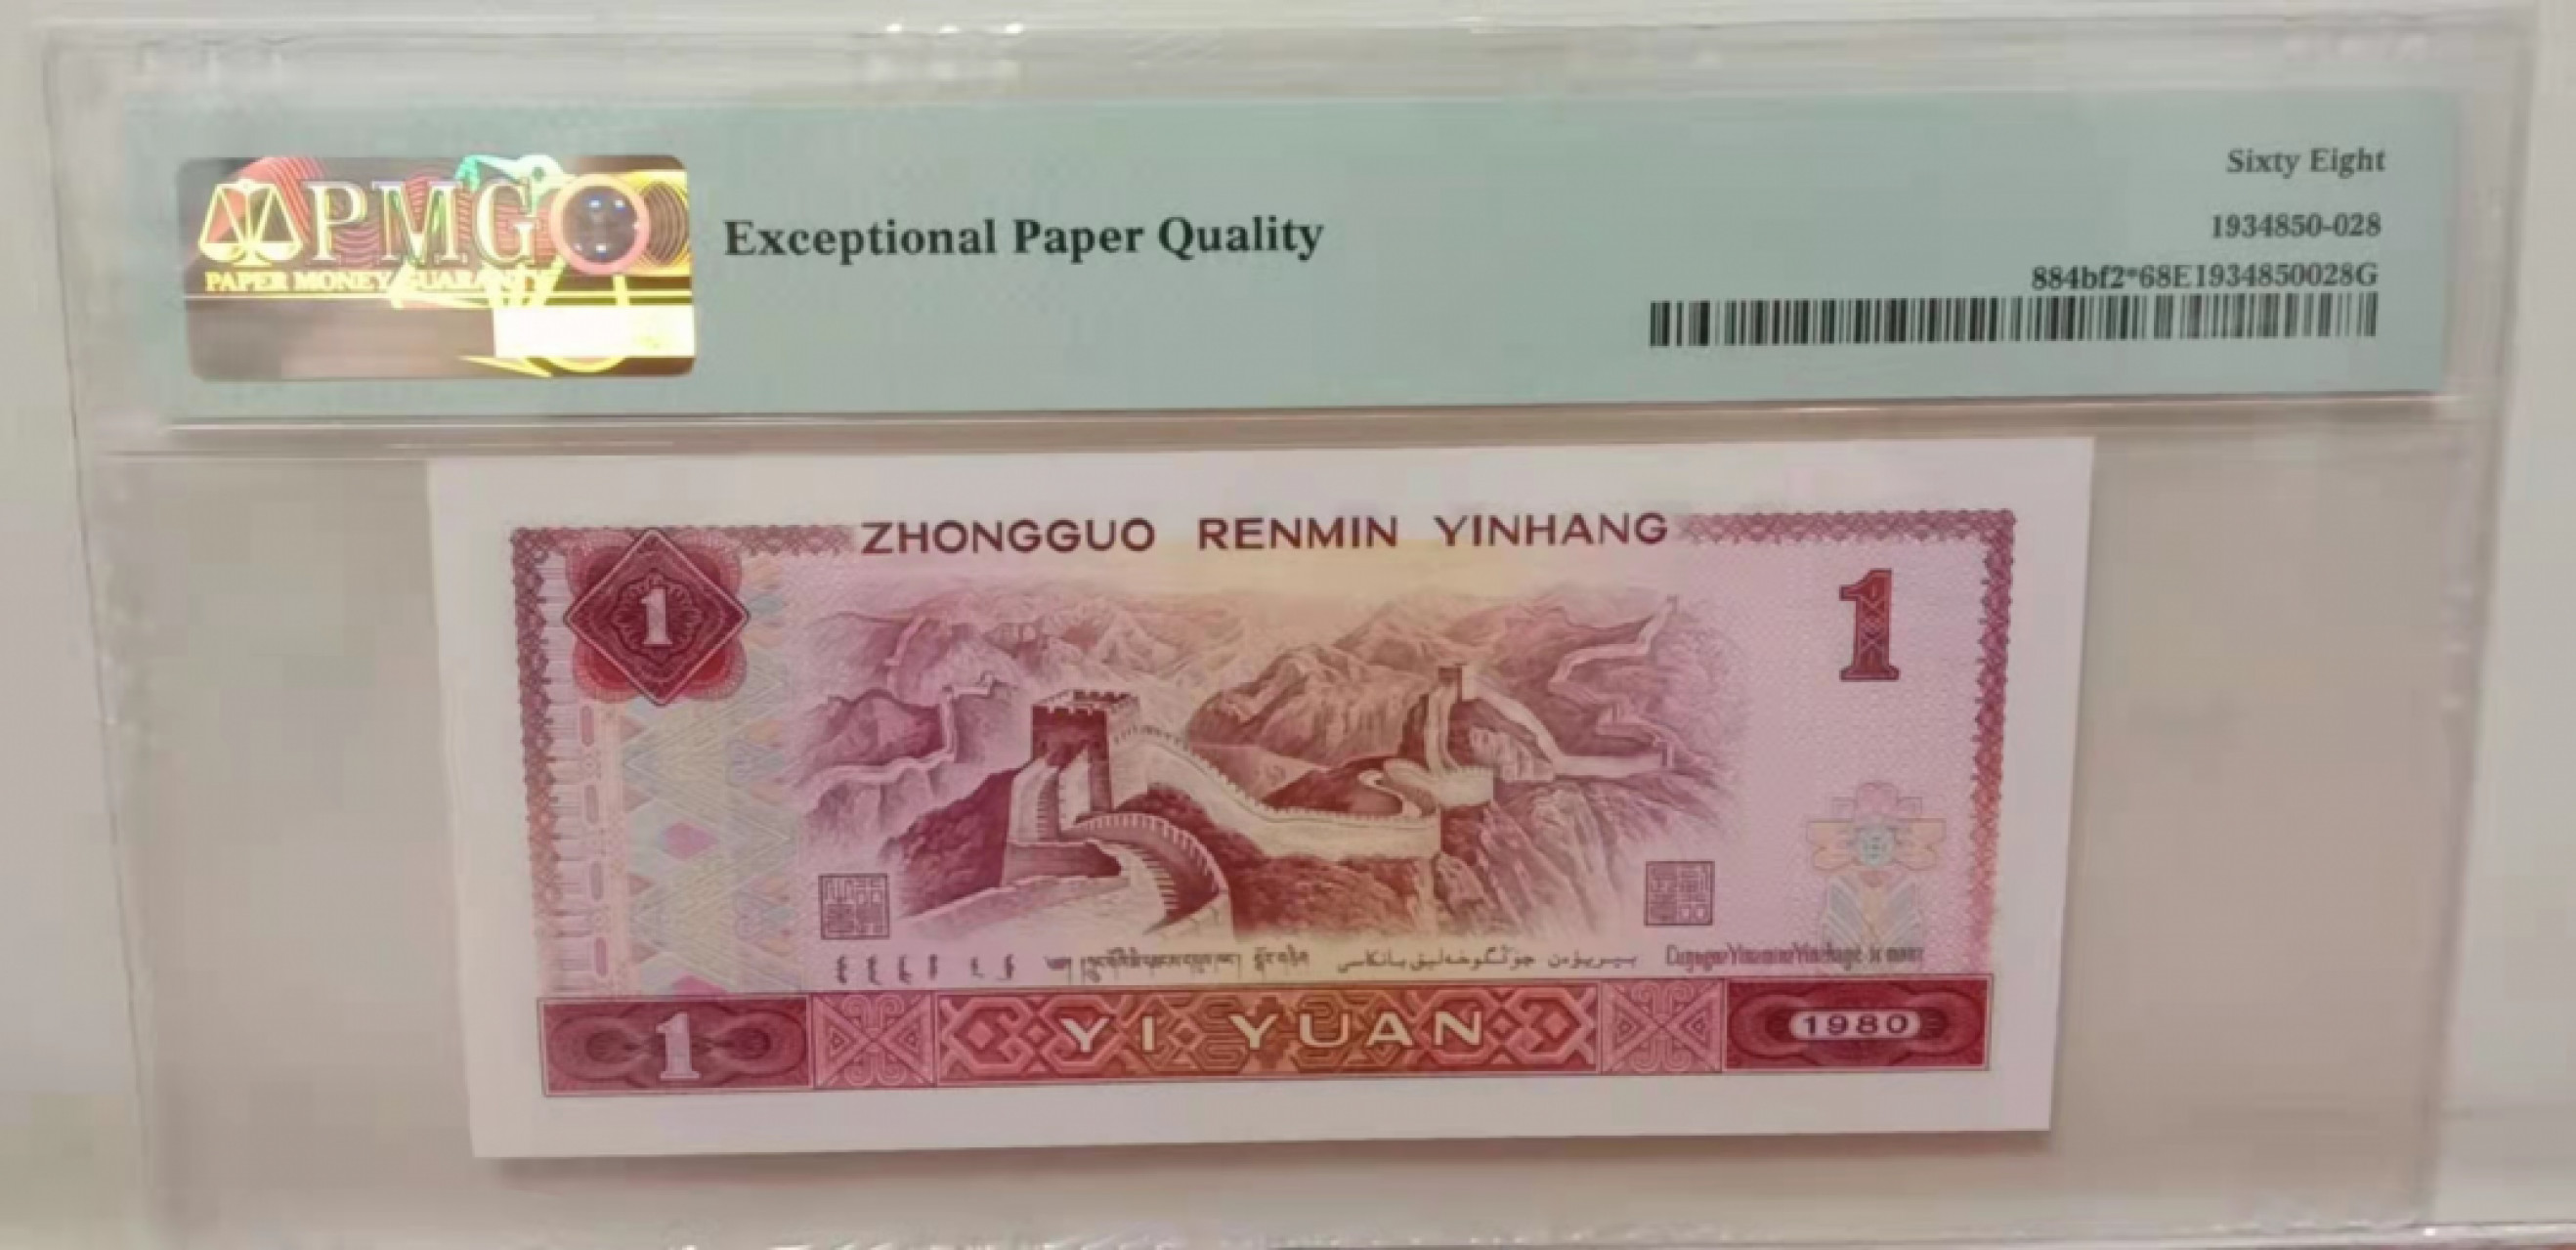 PMG
PAPER MONEY GUARANTY
Exceptional Paper Quality
Sixty Eight
1934850-028
884bf2*68E1934850028G
ZHONGGUO RENMIN YINHANG
1
1
1
YI YUAN
1980